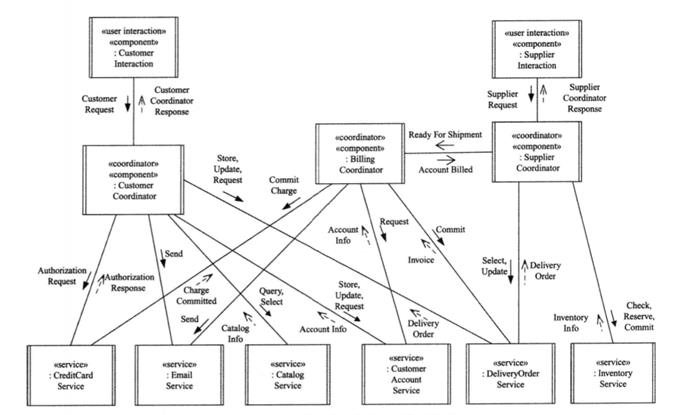 «user interaction»
«component»
: Customer
Interaction
«user interaction»
«component»
: Supplier
Interaction
Customer
Request
Customer
Coordinator
Response
Supplier
Request
Supplier
Coordinator
Response
«coordinator»
«component»
: Customer
Coordinator
«coordinator»
«component»
: Billing
Coordinator
Ready For Shipment
Account Billed
«coordinator»
«component»
: Supplier
Coordinator
Store,
Update,
Request
Commit
Charge
Account
Info
Request
Commit
Invoice
Select,
Update
Delivery
Order
Authorization
Request
Authorization
Response
Send
Charge
Committed
Send
Query,
Select
Catalog
Info
Store,
Update,
Request
Account Info
Delivery
Order
Inventory
Info
Check,
Reserve,
Commit
«service»
: CreditCard
Service
«service»
: Email
Service
«service»
: Catalog
Service
«service»
: Customer
Account
Service
«service»
: DeliveryOrder
Service
«service»
: Inventory
Service